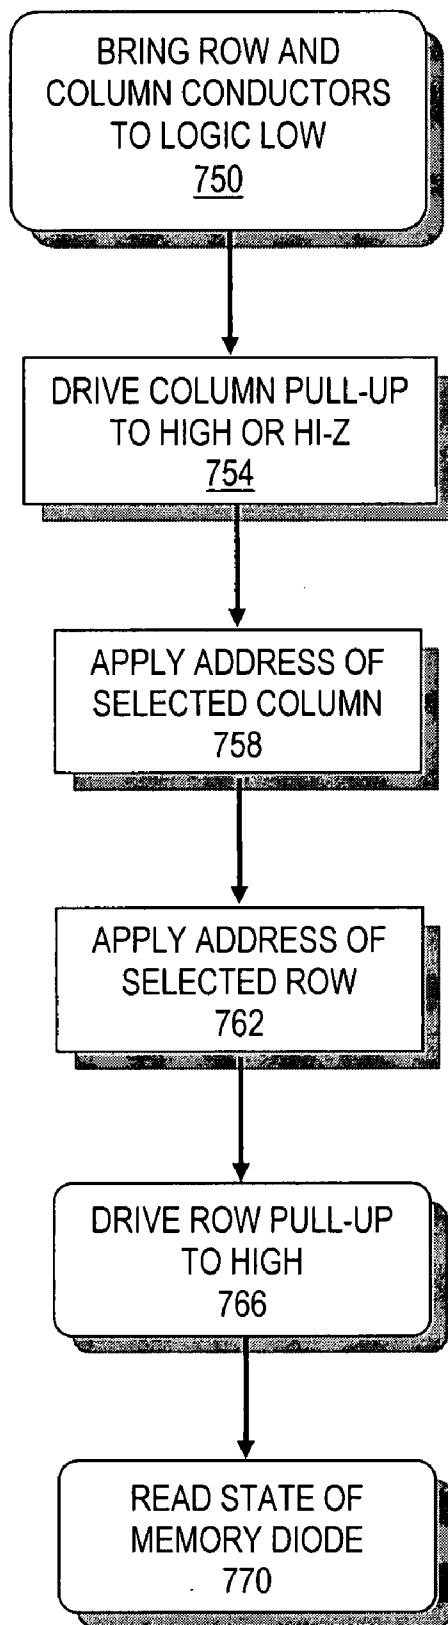 BRING ROW AND
COLUMN CONDUCTORS
TO LOGIC LOW
750
DRIVE COLUMN PULL-UP
TO HIGH OR HI-Z
754
APPLY ADDRESS OF
SELECTED COLUMN
758
APPLY ADDRESS OF
SELECTED ROW
762
DRIVE ROW PULL-UP
TO HIGH
766
READ STATE OF
MEMORY DIODE
770